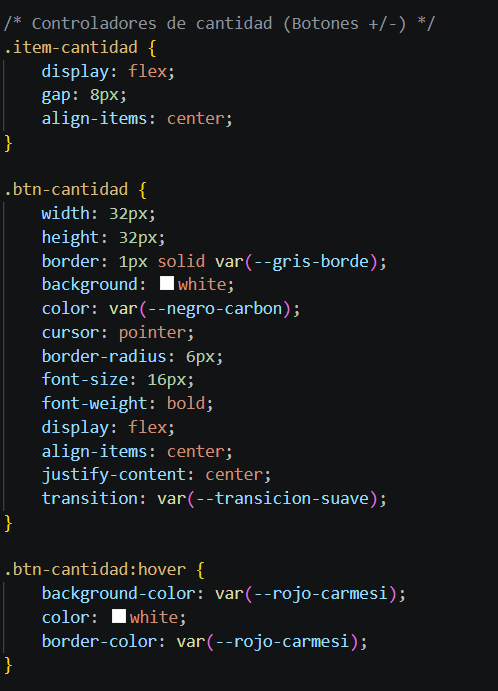 /* Controladores de cantidad (Botones +/-) */
.item-cantidad {
    display: flex;
    gap: 8px;
    align-items: center;
}

.btn-cantidad {
    width: 32px;
    height: 32px;
    border: 1px solid var(--gris-borde);
    background: white;
    color: var(--negro-carbon);
    cursor: pointer;
    border-radius: 6px;
    font-size: 16px;
    font-weight: bold;
    display: flex;
    align-items: center;
    justify-content: center;
    transition: var(--transicion-suave);
}

.btn-cantidad:hover {
    background-color: var(--rojo-carmesi);
    color: white;
    border-color: var(--rojo-carmesi);
}